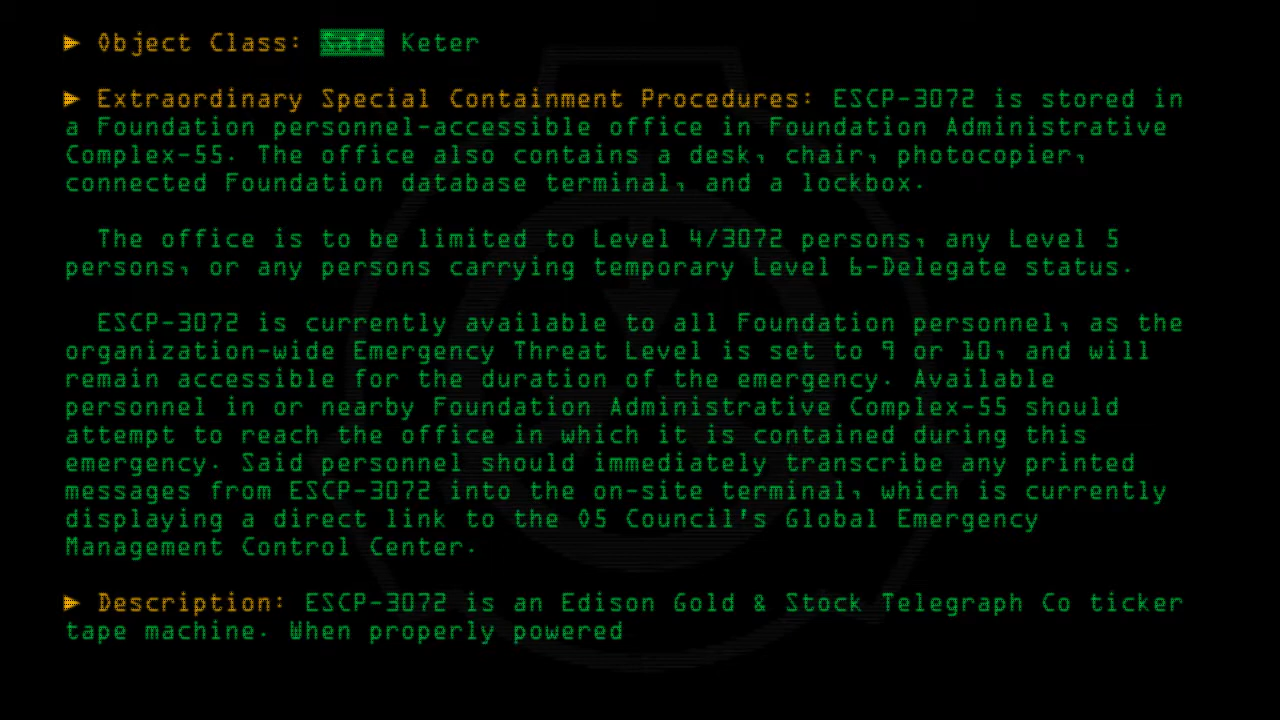 ► Object Class: Safe Keter
► Extraordinary Special Containment Procedures: ESCP-3072 is stored in
a Foundation personnel-accessible office in Foundation Administrative
Complex-55. The office also contains a desk, chair, photocopier,
connected Foundation database terminal, and a lockbox.
The office is to be limited to Level 4/3072 persons, any Level 5
persons, or any persons carrying temporary Level 6-Delegate status.
ESCP-3072 is currently available to all Foundation personnel, as the
organization-wide Emergency Threat Level is set to 9 or 10, and will
remain accessible for the duration of the emergency. Available
personnel in or nearby Foundation Administrative Complex-55 should
attempt to reach the office in which it is contained during this
emergency. Said personnel should immediately transcribe any printed
messages from ESCP-3072 into the on-site terminal, which is currently
displaying a direct link to the O5 Council's Global Emergency
Management Control Center.
► Description: ESCP-3072 is an Edison Gold & Stock Telegraph Co ticker
tape machine. When properly powered